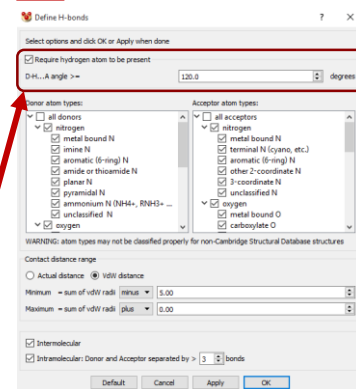 Define H-bonds ? ×
Select options and click OK or Apply when done
Require hydrogen atom to be present
D-H...A angle >= 120.0 degrees
Donor atom types: Acceptor atom types:
all donors all acceptors
nitrogen nitrogen
metal bound N metal bound N
imine N terminal N (cyano, etc.)
aromatic (6-ring) N aromatic (6-ring) N
amide or thioamide N other 2-coordinate N
planar N 3-coordinate N
pyramidal N unclassified N
ammonium N (NH4+, RNH3+ ... oxygen
unclassified N metal bound O
oxygen carboxylate O
WARNING: atom types may not be classified properly for non-Cambridge Structural Database structures
Contact distance range
Actual distance VdW distance
Minimum = sum of vdW radii minus 5.00
Maximum = sum of vdW radii plus 0.00
Intermolecular
Intramolecular: Donor and Acceptor separated by > 3 bonds
Default Cancel Apply OK